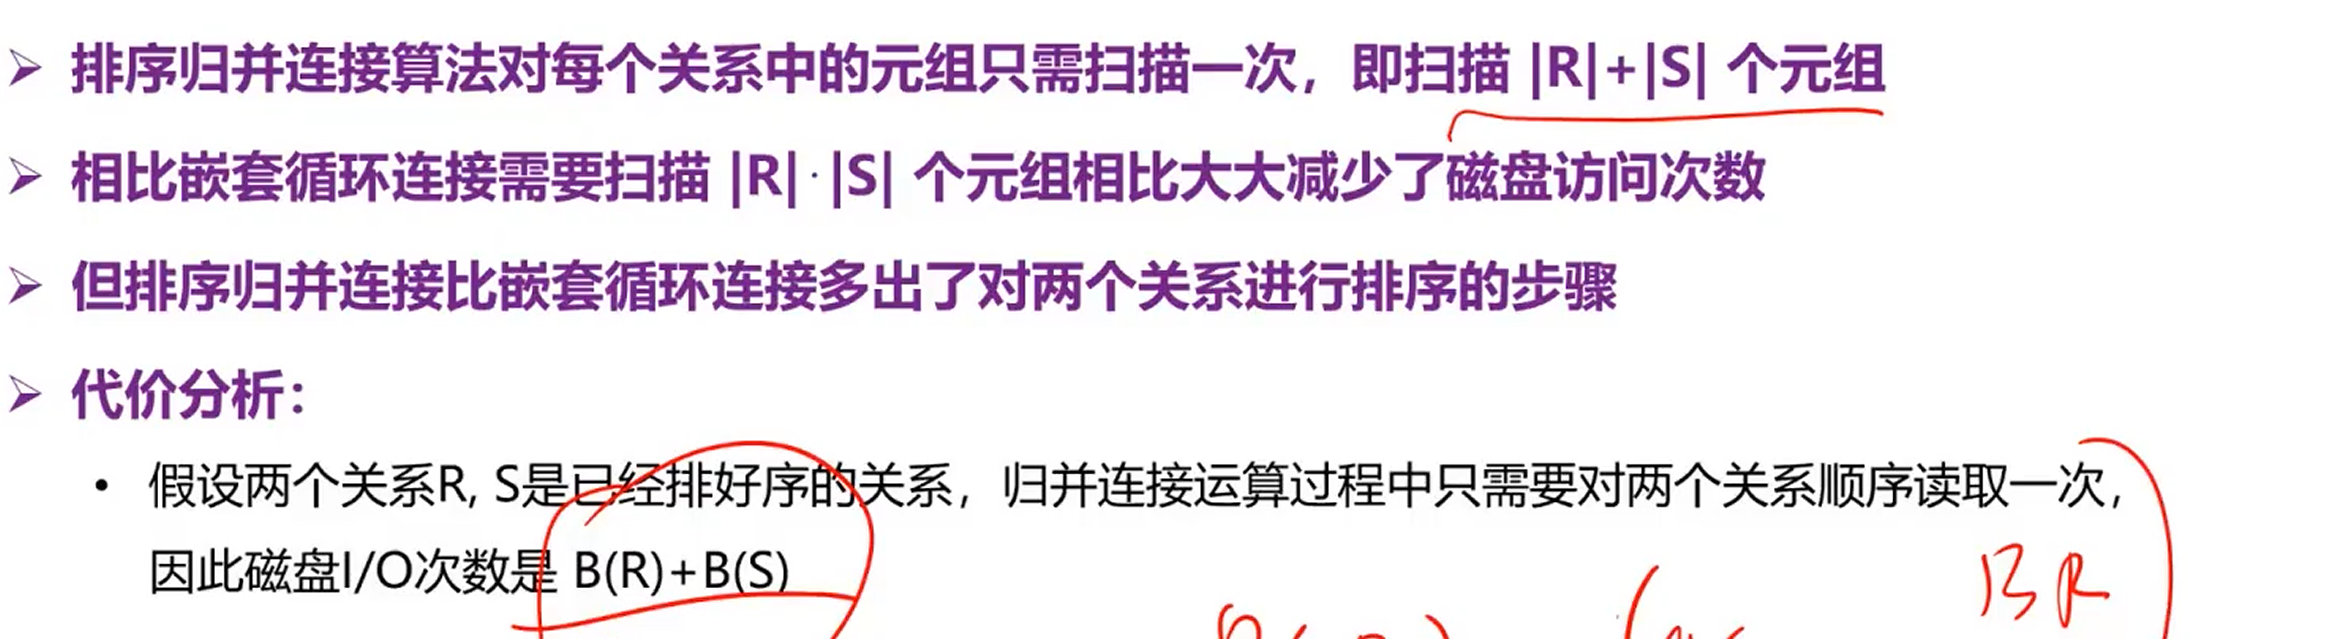 排序归并连接算法对每个关系中的元组只需扫描一次，即扫描 |R|+|S| 个元组
相比嵌套循环连接需要扫描 |R|·|S| 个元组相比大大减少了磁盘访问次数
但排序归并连接比嵌套循环连接多出了对两个关系进行排序的步骤
代价分析：
假设两个关系R, S是已经排好序的关系，归并连接运算过程中只需要对两个关系顺序读取一次，
因此磁盘I/O次数是 B(R)+B(S)
BR